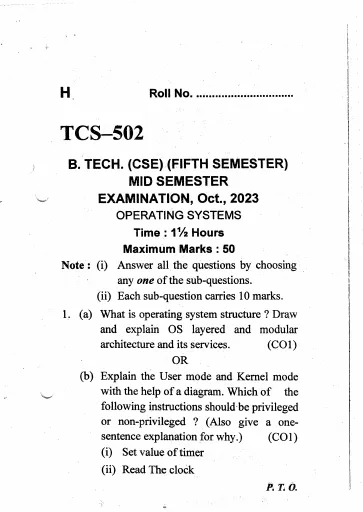 H Roll No. ..............................
TCS–502
B. TECH. (CSE) (FIFTH SEMESTER)
MID SEMESTER
EXAMINATION, Oct., 2023
OPERATING SYSTEMS
Time : 1½ Hours
Maximum Marks : 50
Note : (i) Answer all the questions by choosing
any one of the sub-questions.
(ii) Each sub-question carries 10 marks.
1. (a) What is operating system structure ? Draw
and explain OS layered and modular
architecture and its services. (CO1)
OR
(b) Explain the User mode and Kernel mode
with the help of a diagram. Which of the
following instructions should be privileged
or non-privileged ? (Also give a one-
sentence explanation for why.) (CO1)
(i) Set value of timer
(ii) Read The clock
P. T. O.